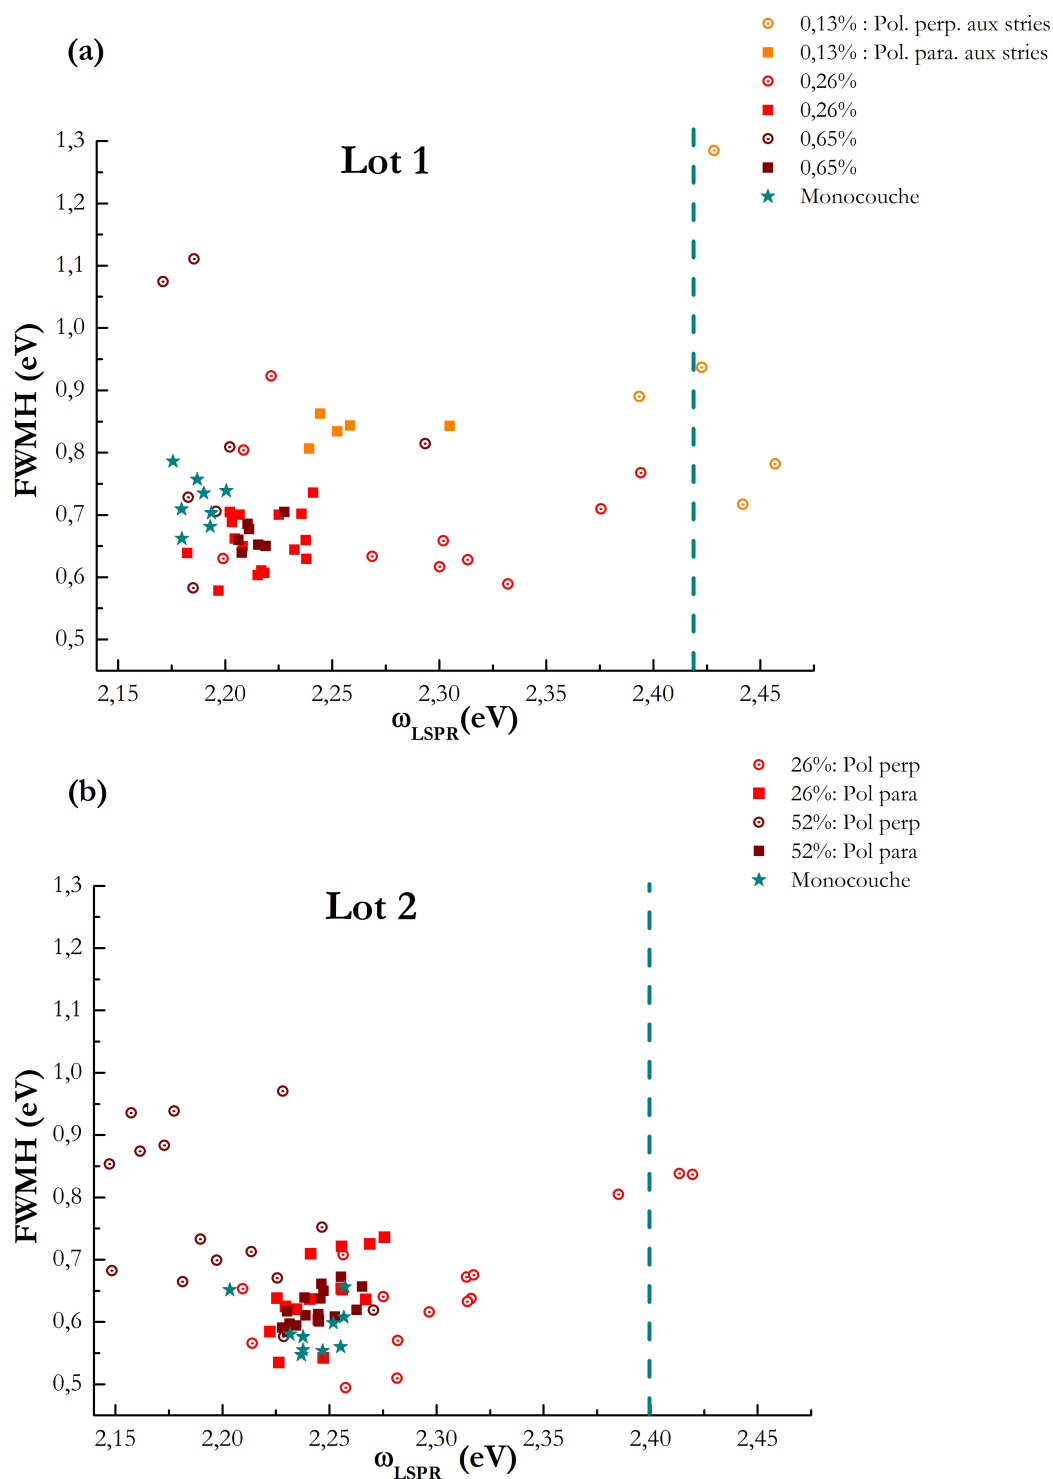 (a)
0,13% : Pol. perp. aux stries
0,13% : Pol. para. aux stries
0,26%
0,26%
0,65%
0,65%
Monocouche
Lot 1
1,3
1,2
1,1
1,0
0,9
0,8
0,7
0,6
0,5
FWMH (eV)
2,15 2,20 2,25 2,30 2,35 2,40 2,45
ωLSPR(eV)
(b)
26%: Pol perp
26%: Pol para
52%: Pol perp
52%: Pol para
Monocouche
Lot 2
1,3
1,2
1,1
1,0
0,9
0,8
0,7
0,6
0,5
FWMH (eV)
2,15 2,20 2,25 2,30 2,35 2,40 2,45
ωLSPR(eV)